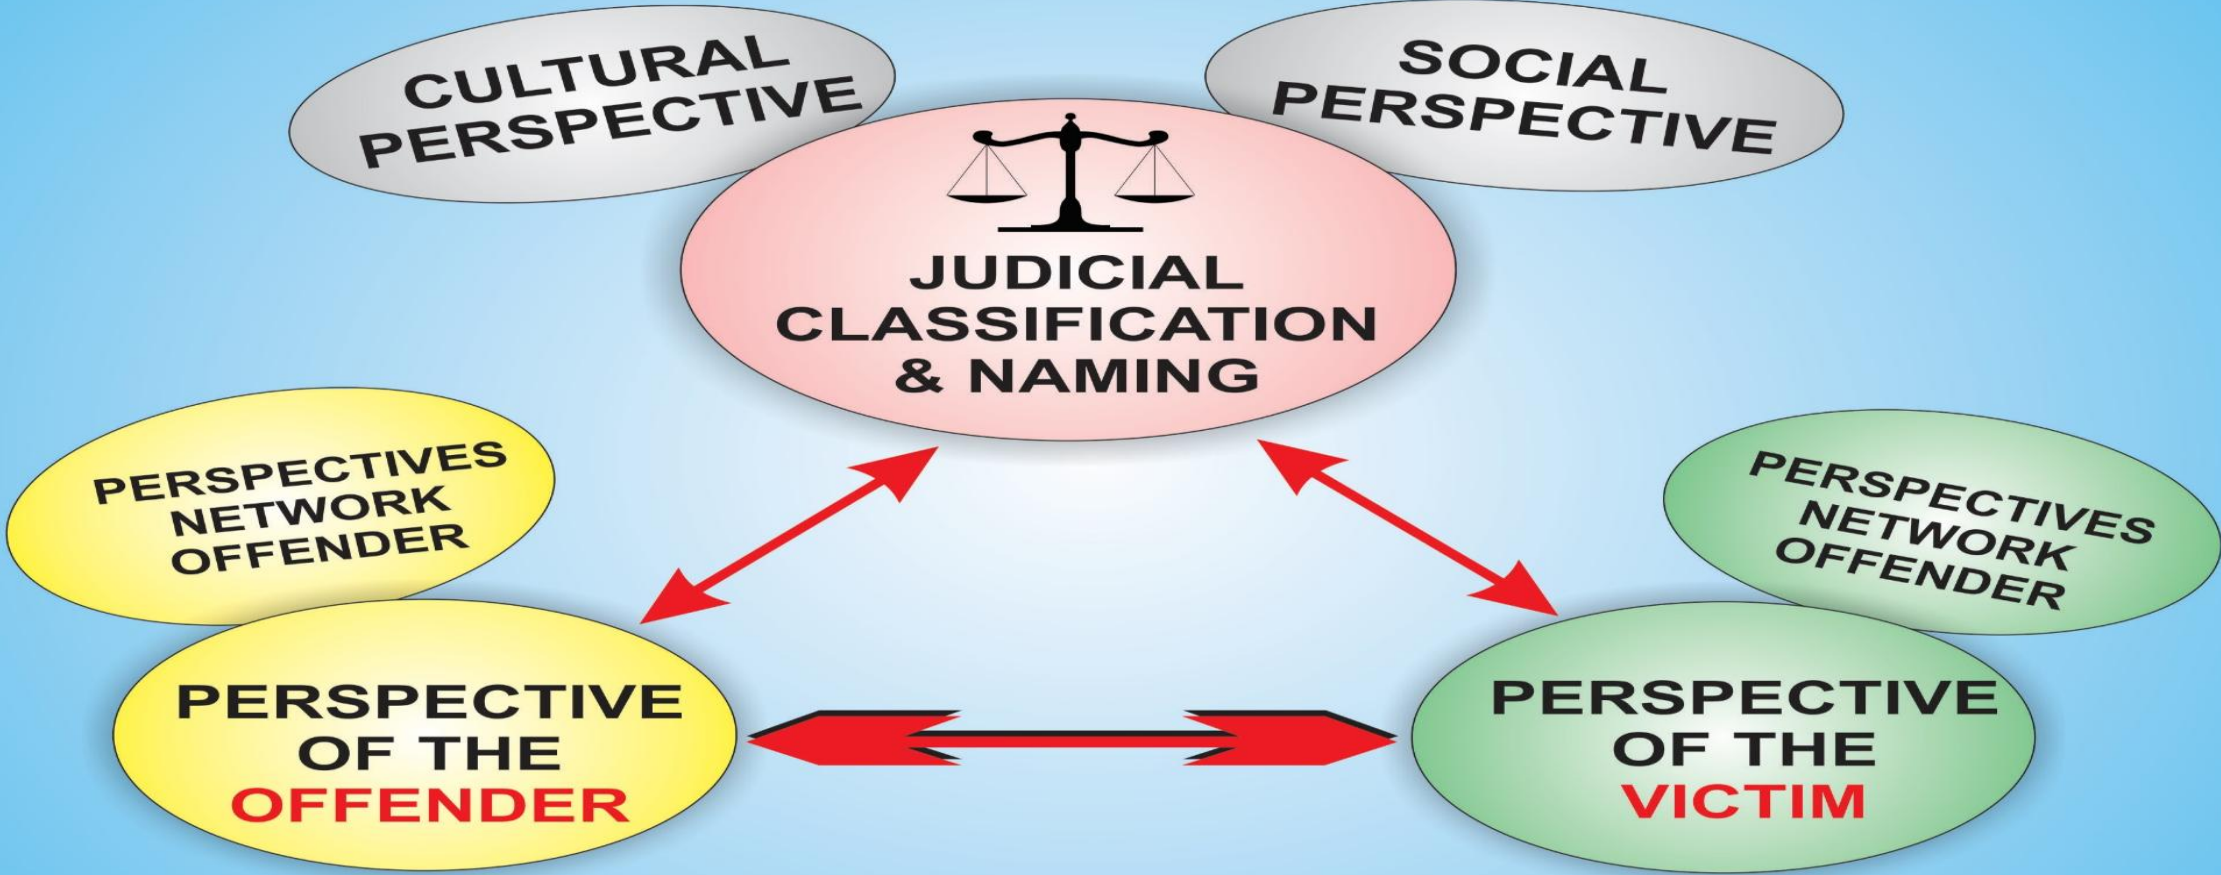 CULTURAL
PERSPECTIVE
SOCIAL
PERSPECTIVE
JUDICIAL
CLASSIFICATION
& NAMING
PERSPECTIVES
NETWORK
OFFENDER
PERSPECTIVES
NETWORK
OFFENDER
PERSPECTIVE
OF THE
OFFENDER
PERSPECTIVE
OF THE
VICTIM